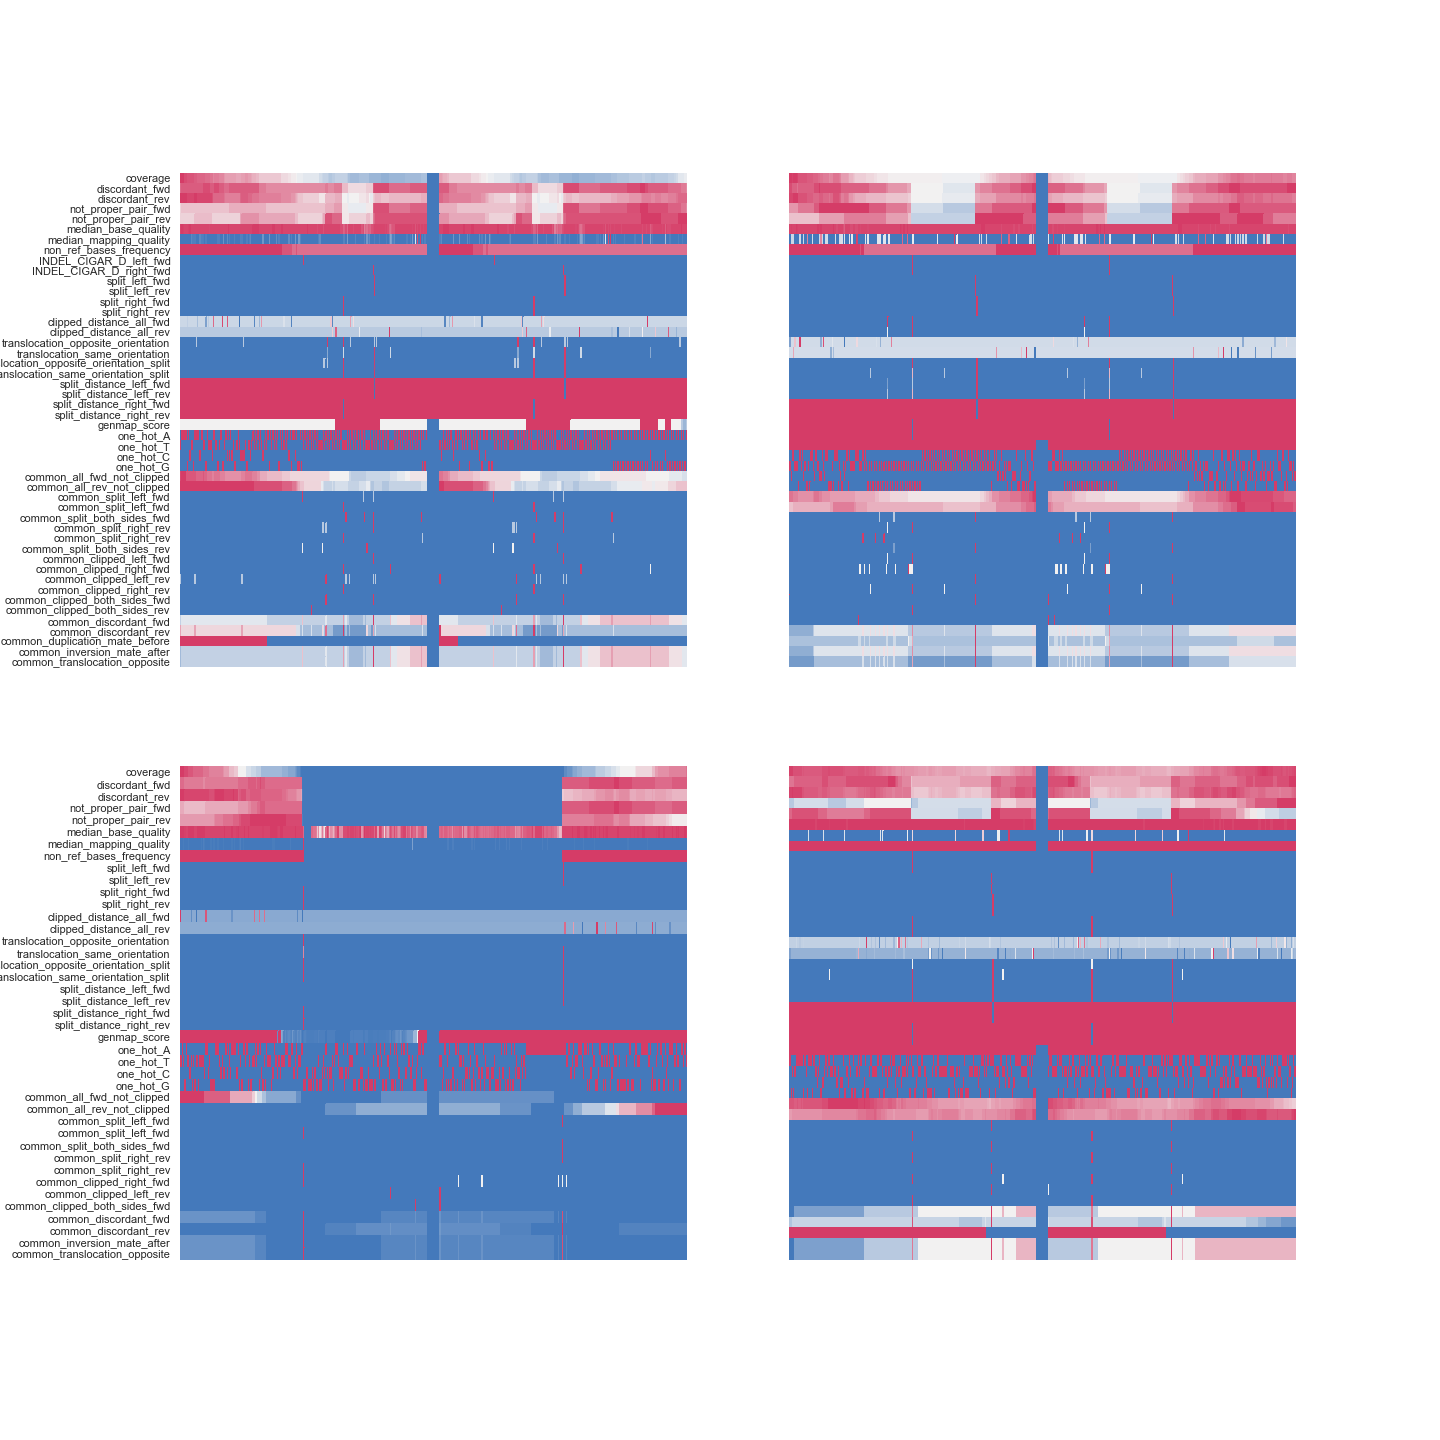 coverage
discordant_fwd
discordant_rev
not_proper_pair_fwd
not_proper_pair_rev
median_base_quality
median_mapping_quality
non_ref_bases_frequency
INDEL_CIGAR_D_left_fwd
INDEL_CIGAR_D_right_fwd
split_left_fwd
split_left_rev
split_right_fwd
split_right_rev
clipped_distance_all_fwd
clipped_distance_all_rev
translocation_opposite_orientation
translocation_same_orientation
location_opposite_orientation_split
anslocation_same_orientation_split
split_distance_left_fwd
split_distance_left_rev
split_distance_right_fwd
split_distance_right_rev
genmap_score
one_hot_A
one_hot_T
one_hot_C
one_hot_G
common_all_fwd_not_clipped
common_all_rev_not_clipped
common_split_left_fwd
common_split_left_fwd
common_split_both_sides_fwd
common_split_right_rev
common_split_right_rev
common_split_both_sides_rev
common_clipped_left_fwd
common_clipped_right_fwd
common_clipped_left_rev
common_clipped_right_rev
common_clipped_both_sides_fwd
common_clipped_both_sides_rev
common_discordant_fwd
common_discordant_rev
common_duplication_mate_before
common_inversion_mate_after
common_translocation_opposite
coverage
discordant_fwd
discordant_rev
not_proper_pair_fwd
not_proper_pair_rev
median_base_quality
median_mapping_quality
non_ref_bases_frequency
split_left_fwd
split_left_rev
split_right_fwd
split_right_rev
clipped_distance_all_fwd
clipped_distance_all_rev
translocation_opposite_orientation
translocation_same_orientation
location_opposite_orientation_split
anslocation_same_orientation_split
split_distance_left_fwd
split_distance_left_rev
split_distance_right_fwd
split_distance_right_rev
genmap_score
one_hot_A
one_hot_T
one_hot_C
one_hot_G
common_all_fwd_not_clipped
common_all_rev_not_clipped
common_split_left_fwd
common_split_left_fwd
common_split_both_sides_fwd
common_split_right_rev
common_split_right_rev
common_clipped_right_fwd
common_clipped_left_rev
common_clipped_both_sides_fwd
common_discordant_fwd
common_discordant_rev
common_inversion_mate_after
common_translocation_opposite